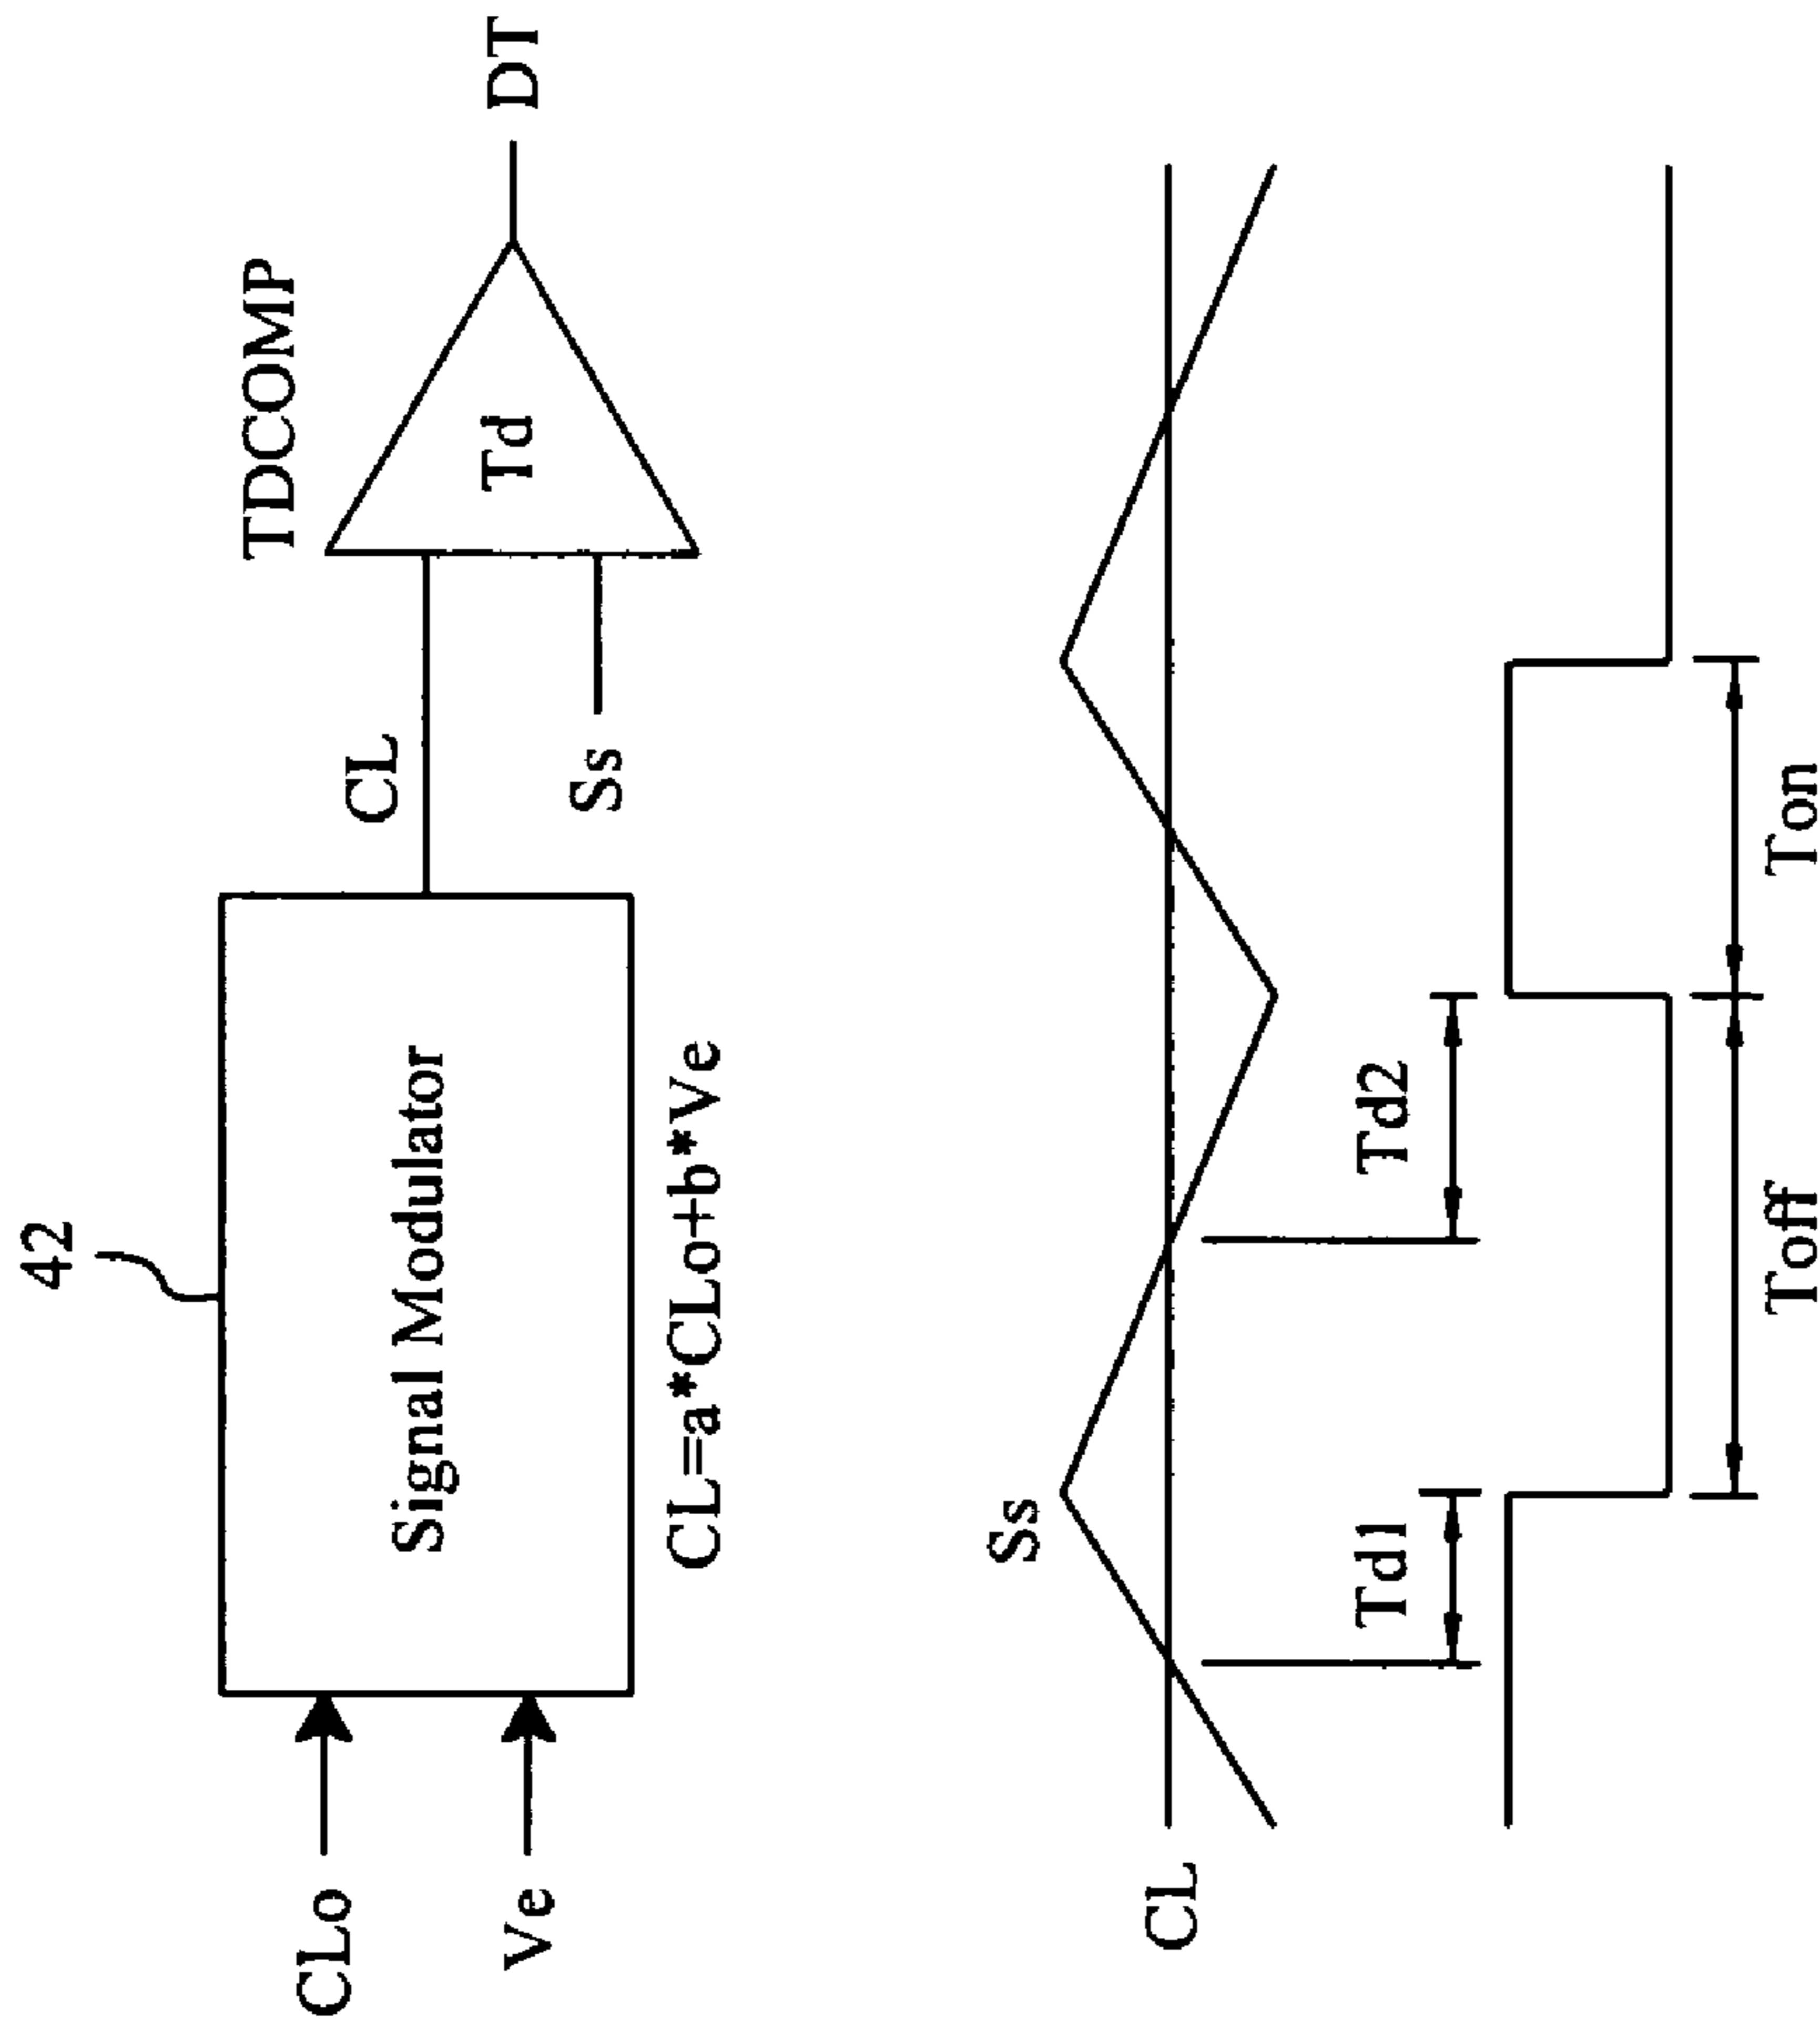 42
TDCOMP
CLo
Ve
Signal Modulator
CL
Td
DT
Ss
CL=a*CLo+b*Ve
Ss
CL
Td1
Td2
Toff
Ton